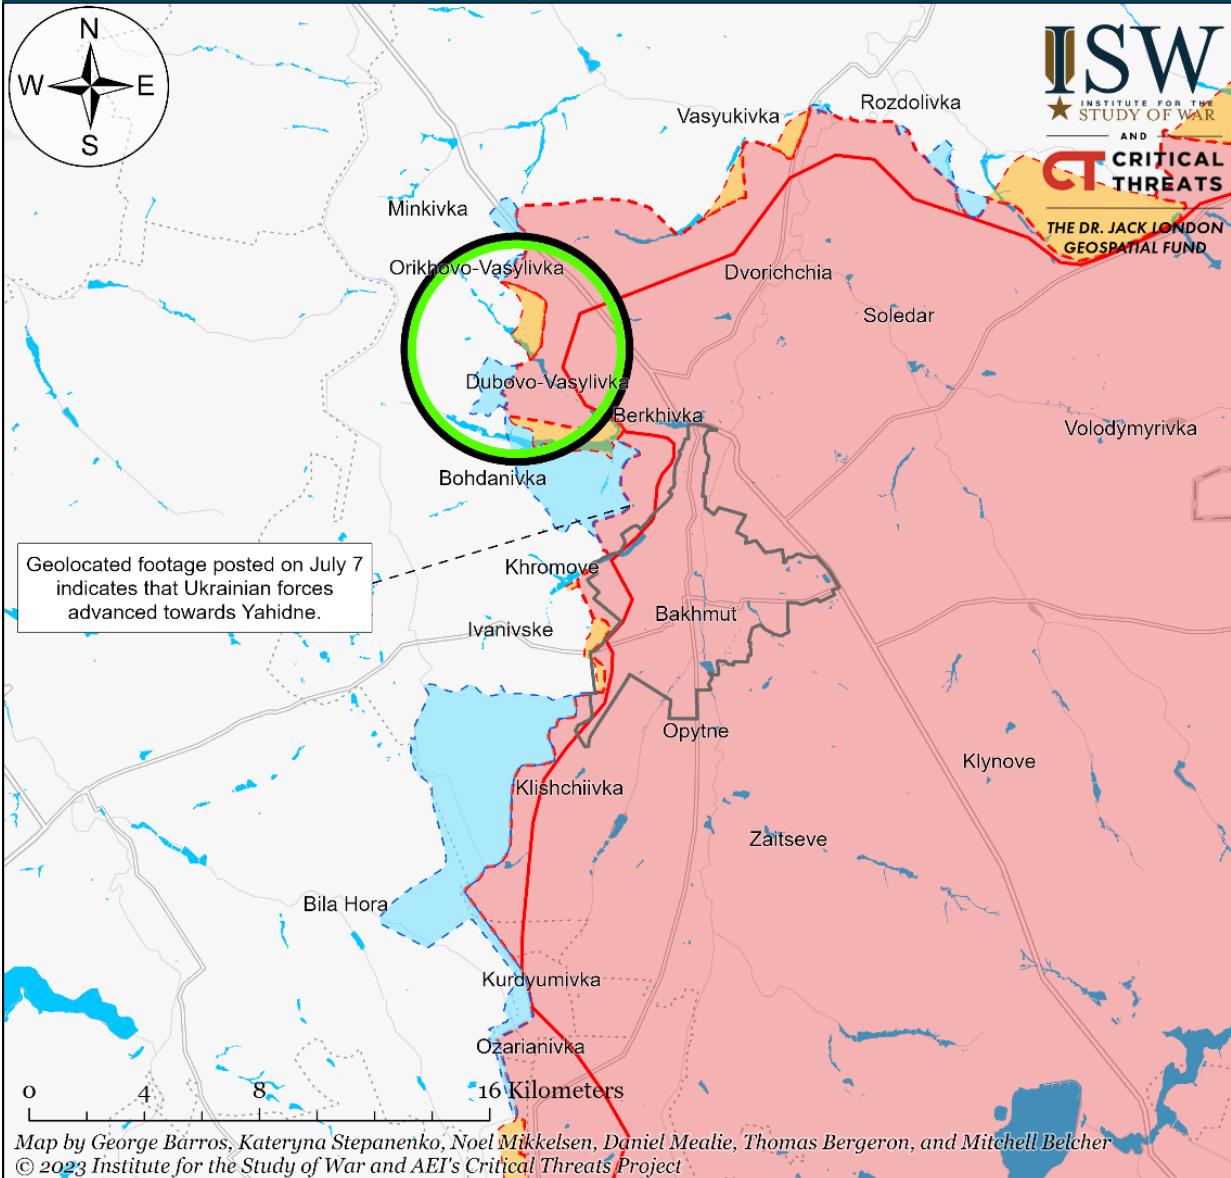 N
W
E
S
ISW
INSTITUTE FOR THE
STUDY OF WAR
AND
CT CRITICAL
THREATS
THE DR. JACK LONDON
GEOSPATIAL FUND
Rozdolivka
Vasyukivka
Minkivka
Orikhovo-Vasylivka
Dvorichchia
Soledar
Dubovo-Vasylivka
Berkhivka
Volodymyrivka
Bohdanivka
Geolocated footage posted on July 7
indicates that Ukrainian forces
advanced towards Yahidne.
Khromove
Bakhmut
Ivanivske
Opytne
Klynove
Klishchiivka
Zaitseve
Bila Hora
Kurdyumivka
Ozarianivka
0 4 8 16 Kilometers
Map by George Barros, Kateryna Stepanenko, Noel Mikkelsen, Daniel Mealie, Thomas Bergeron, and Mitchell Belcher
© 2023 Institute for the Study of War and AEI's Critical Threats Project